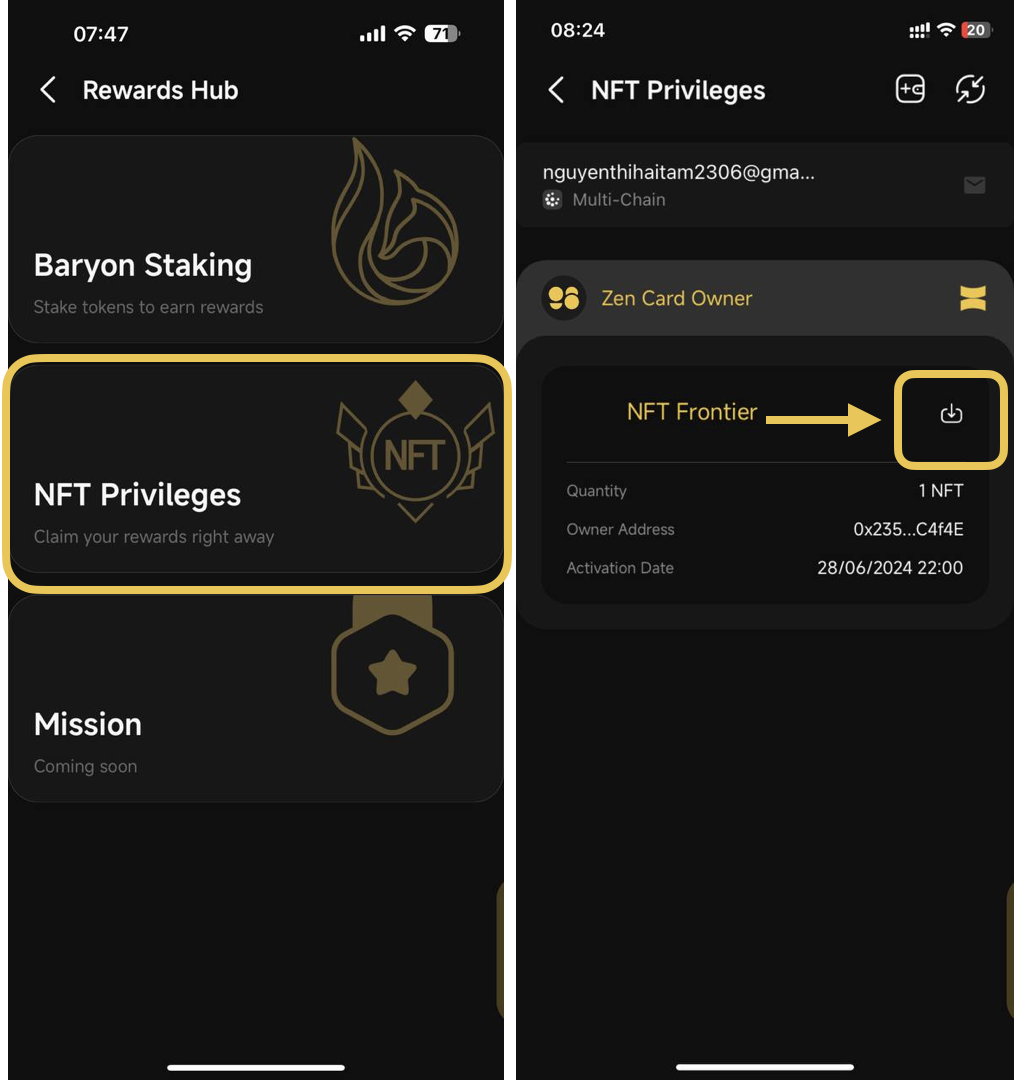 07:47
71
Rewards Hub
Baryon Staking
Stake tokens to earn rewards
NFT
NFT Privileges
Claim your rewards right away
Mission
Coming soon
08:24
20
NFT Privileges
nguyenthihaitam2306@gma...
Multi-Chain
Zen Card Owner
NFT Frontier
Quantity
1 NFT
Owner Address
0x235...C4f4E
Activation Date
28/06/2024 22:00